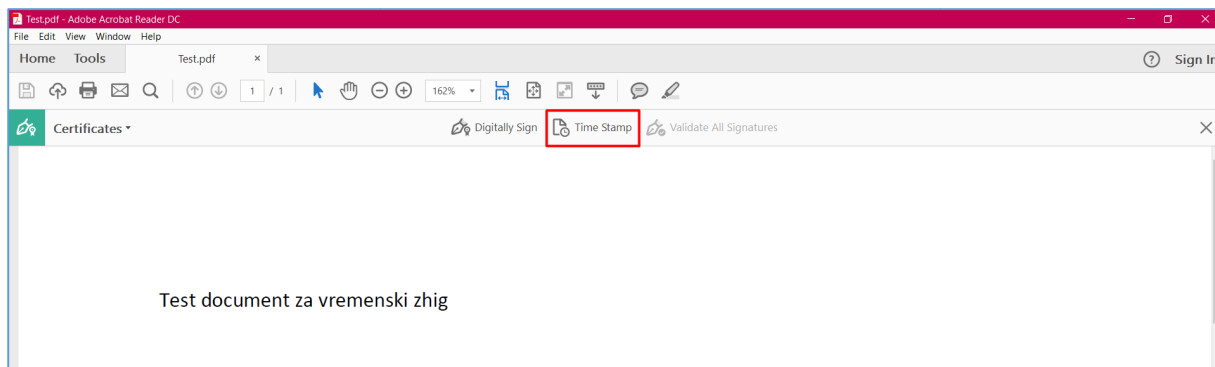 Test.pdf - Adobe Acrobat Reader DC
File Edit View Window Help
Home Tools Test.pdf × ? Sign In
1 / 1 162%
Certificates Digitally Sign Time Stamp Validate All Signatures
Test document za vremenski zhig